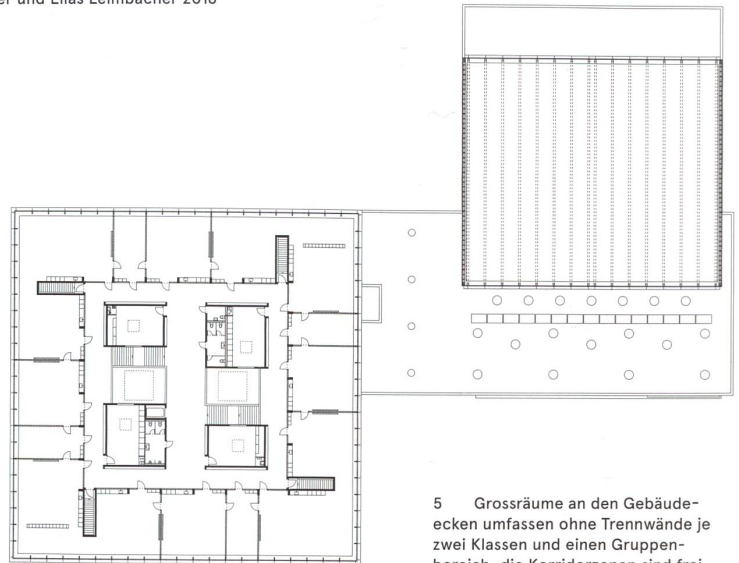 und Elias Leimbacher 2018
5 Grossräume an den Gebäude-
ecken umfassen ohne Trennwände je
zwei Klassen und einen Gruppen-
bereich, die Korridorzonen sind frei